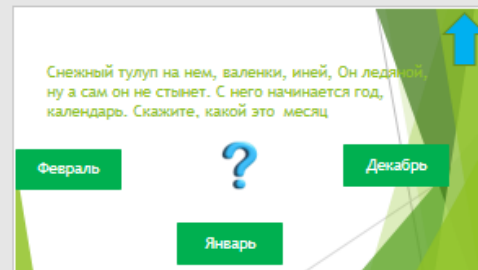 Снежный тулуп на нем, валенки, иней, Он ледяной,
ну а сам он не стынет. С него начинается год,
календарь. Скажите, какой это месяц
?
Февраль
Декабрь
Январь